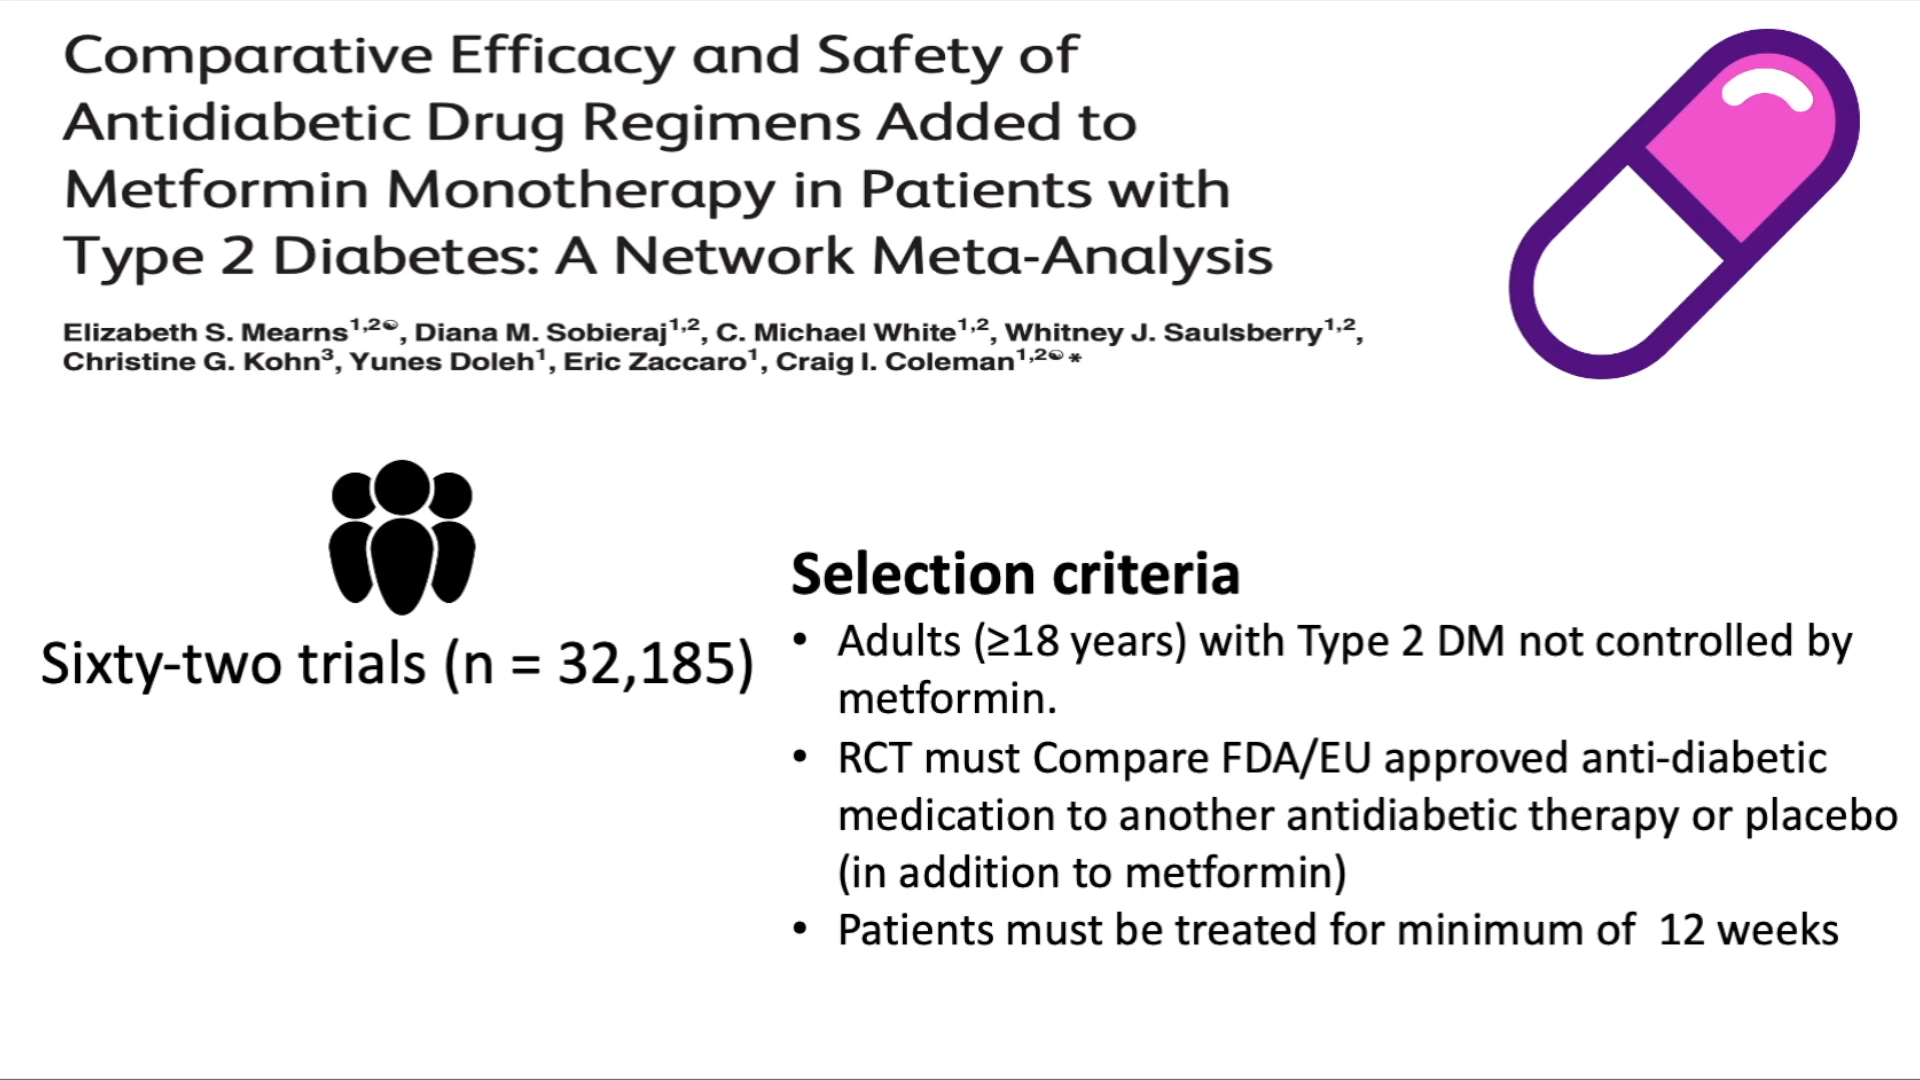 Comparative Efficacy and Safety of
Antidiabetic Drug Regimens Added to
Metformin Monotherapy in Patients with
Type 2 Diabetes: A Network Meta-Analysis
Elizabeth S. Mearns1,2☯, Diana M. Sobieraj1,2, C. Michael White1,2, Whitney J. Saulsberry1,2,
Christine G. Kohn3, Yunes Doleh1, Eric Zaccaro1, Craig I. Coleman1,2☯*
Sixty-two trials (n = 32,185)
Selection criteria
• Adults (≥18 years) with Type 2 DM not controlled by
metformin.
• RCT must Compare FDA/EU approved anti-diabetic
medication to another antidiabetic therapy or placebo
(in addition to metformin)
• Patients must be treated for minimum of 12 weeks